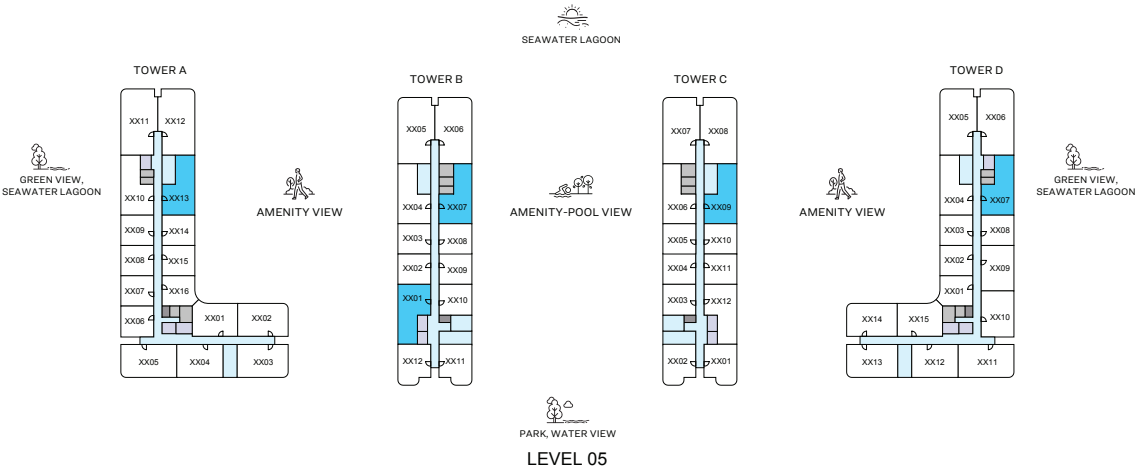 SEAWATER LAGOON
TOWER A
TOWER B
TOWER C
TOWER D
XX11
XX12
XX10
XX13
XX09
XX14
XX08
XX15
XX07
XX16
XX06
XX01
XX02
XX05
XX04
XX03
XX05
XX06
XX04
XX07
XX03
XX08
XX02
XX09
XX01
XX10
XX12
XX11
XX07
XX08
XX06
XX09
XX05
XX10
XX04
XX11
XX03
XX12
XX02
XX01
XX05
XX06
XX04
XX07
XX03
XX08
XX02
XX09
XX01
XX10
XX14
XX15
XX13
XX12
XX11
GREEN VIEW,
SEAWATER LAGOON
AMENITY VIEW
AMENITY-POOL VIEW
AMENITY VIEW
GREEN VIEW,
SEAWATER LAGOON
PARK, WATER VIEW
LEVEL 05